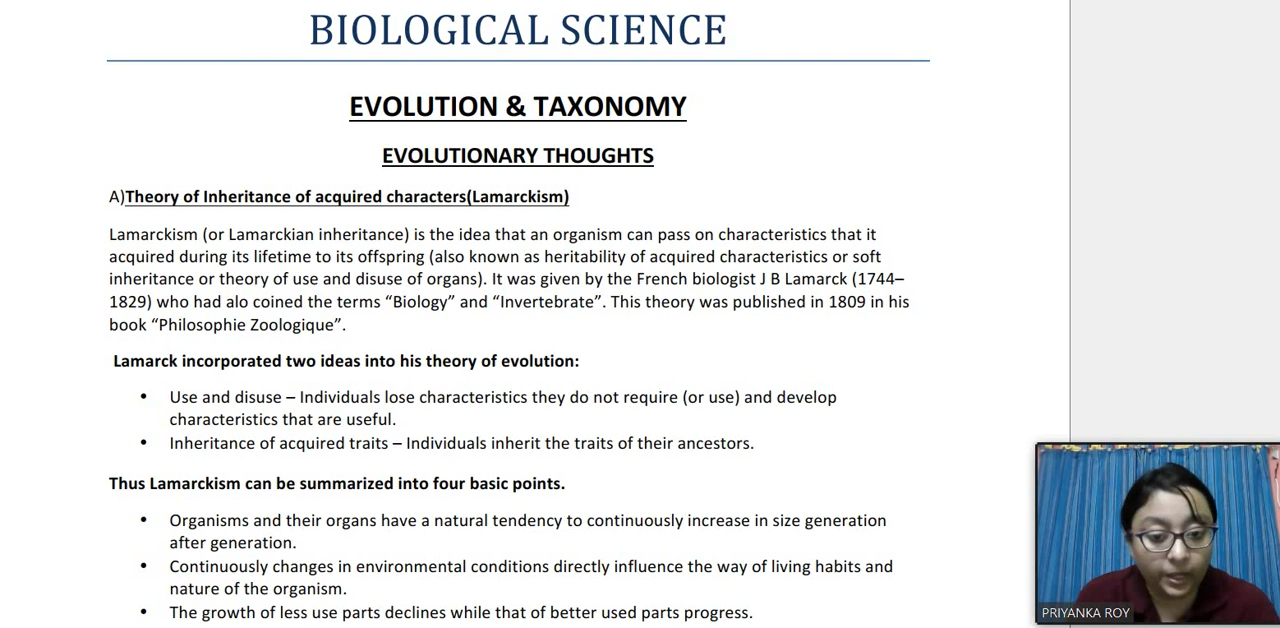 BIOLOGICAL SCIENCE
EVOLUTION & TAXONOMY
EVOLUTIONARY THOUGHTS
A)Theory of Inheritance of acquired characters(Lamarckism)
Lamarckism (or Lamarckian inheritance) is the idea that an organism can pass on characteristics that it
acquired during its lifetime to its offspring (also known as heritability of acquired characteristics or soft
inheritance or theory of use and disuse of organs). It was given by the French biologist J B Lamarck (1744–
1829) who had alo coined the terms “Biology” and “Invertebrate”. This theory was published in 1809 in his
book “Philosophie Zoologique”.
Lamarck incorporated two ideas into his theory of evolution:
• Use and disuse – Individuals lose characteristics they do not require (or use) and develop
characteristics that are useful.
• Inheritance of acquired traits – Individuals inherit the traits of their ancestors.
Thus Lamarckism can be summarized into four basic points.
• Organisms and their organs have a natural tendency to continuously increase in size generation
after generation.
• Continuously changes in environmental conditions directly influence the way of living habits and
nature of the organism.
• The growth of less use parts declines while that of better used parts progress.
PRIYANKA ROY